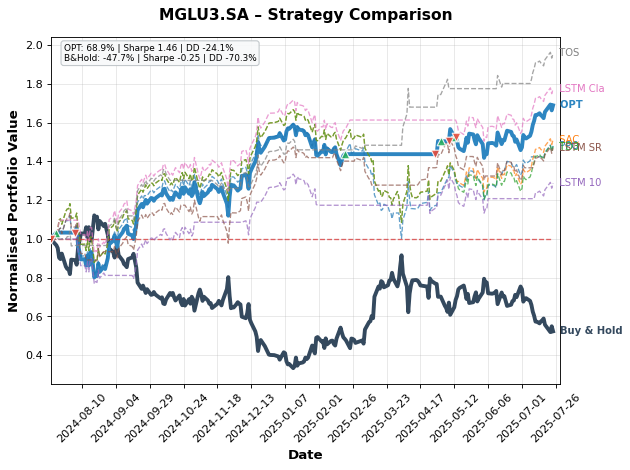 MGLU3.SA – Strategy Comparison
OPT: 68.9% | Sharpe 1.46 | DD -24.1%
B&Hold: -47.7% | Sharpe -0.25 | DD -70.3%
Normalised Portfolio Value
2.0
1.8
1.6
1.4
1.2
1.0
0.8
0.6
0.4
TOS
LSTM Cla
OPT
LSTM SR
LSTM 10
Buy & Hold
2024-08-10
2024-09-04
2024-09-29
2024-10-24
2024-11-18
2024-12-13
2025-01-07
2025-02-01
2025-02-26
2025-03-23
2025-04-17
2025-05-12
2025-06-06
2025-07-01
2025-07-26
Date